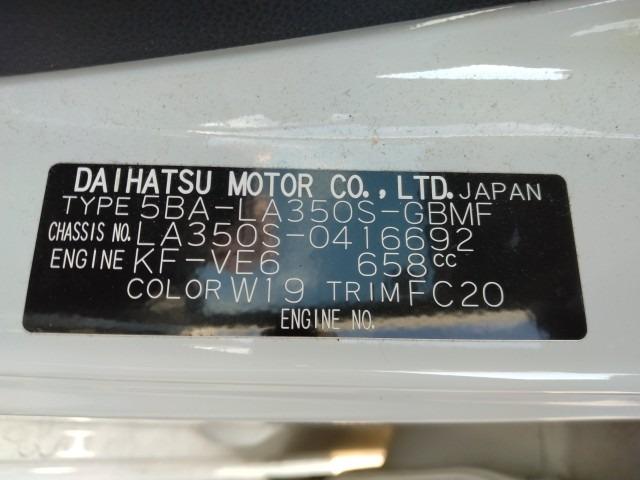 DAIHATSU MOTOR CO., LTD. JAPAN
TYPE 5BA-LA350S-GBMF
CHASSIS NO. LA350S-0416692
ENGINE KF-VE6 658cc
COLOR W19 TRIM FC20
ENGINE NO.